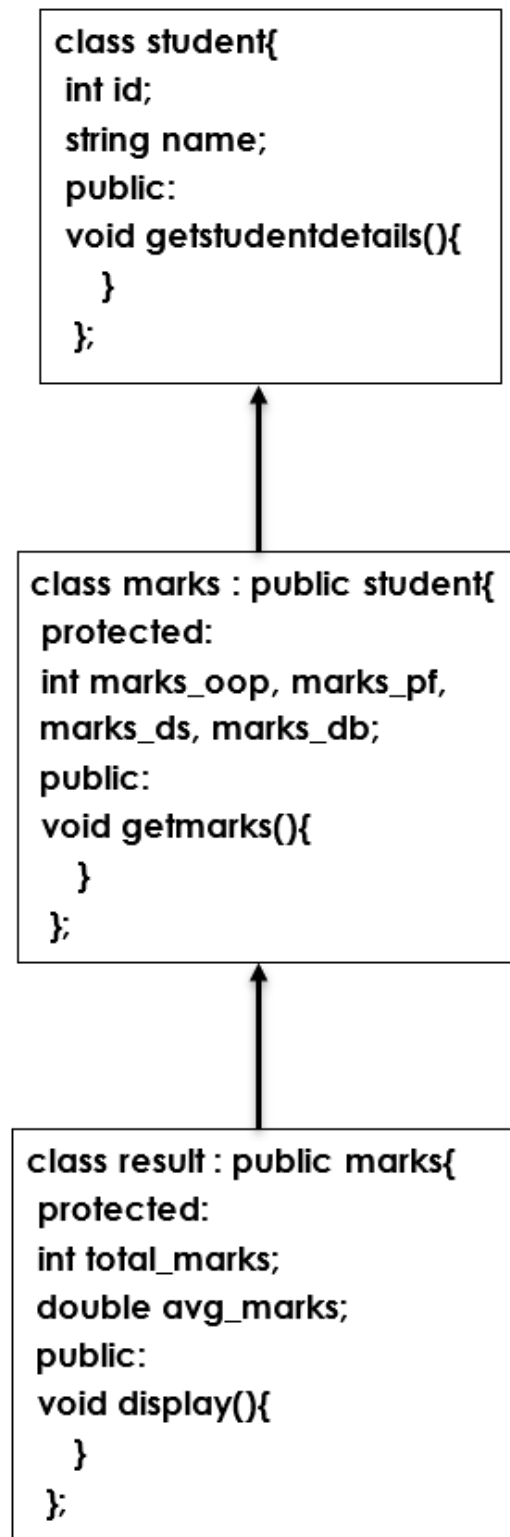 class student{
int id;
string name;
public:
void getstudentdetails(){
}
};
class marks : public student{
protected:
int marks_oop, marks_pf,
marks_ds, marks_db;
public:
void getmarks(){
}
};
class result : public marks{
protected:
int total_marks;
double avg_marks;
public:
void display(){
}
};